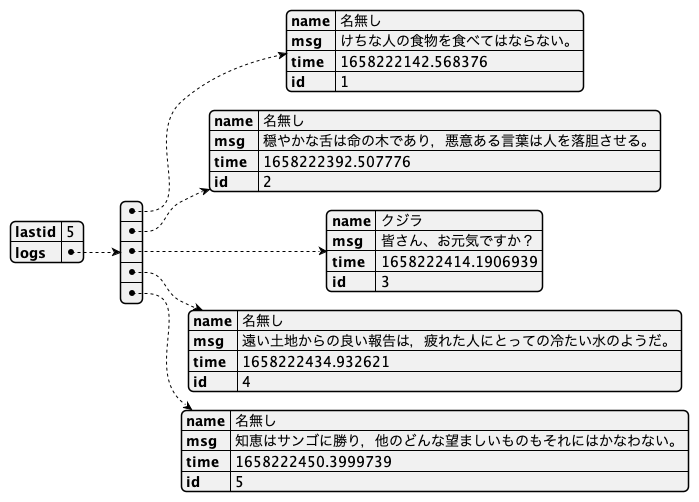 name 名無し
msg けちな人の食物を食べてはならない。
time 1658222142.568376
id 1
name 名無し
msg 穏やかな舌は命の木であり，悪意ある言葉は人を落胆させる。
time 1658222392.507776
id 2
lastid 5
logs
name クジラ
msg 皆さん、お元気ですか？
time 1658222414.1906939
id 3
name 名無し
msg 遠い土地からの良い報告は，疲れた人にとっての冷たい水のようだ。
time 1658222434.932621
id 4
name 名無し
msg 知恵はサンゴに勝り，他のどんな望ましいものもそれにはかなわない。
time 1658222450.3999739
id 5